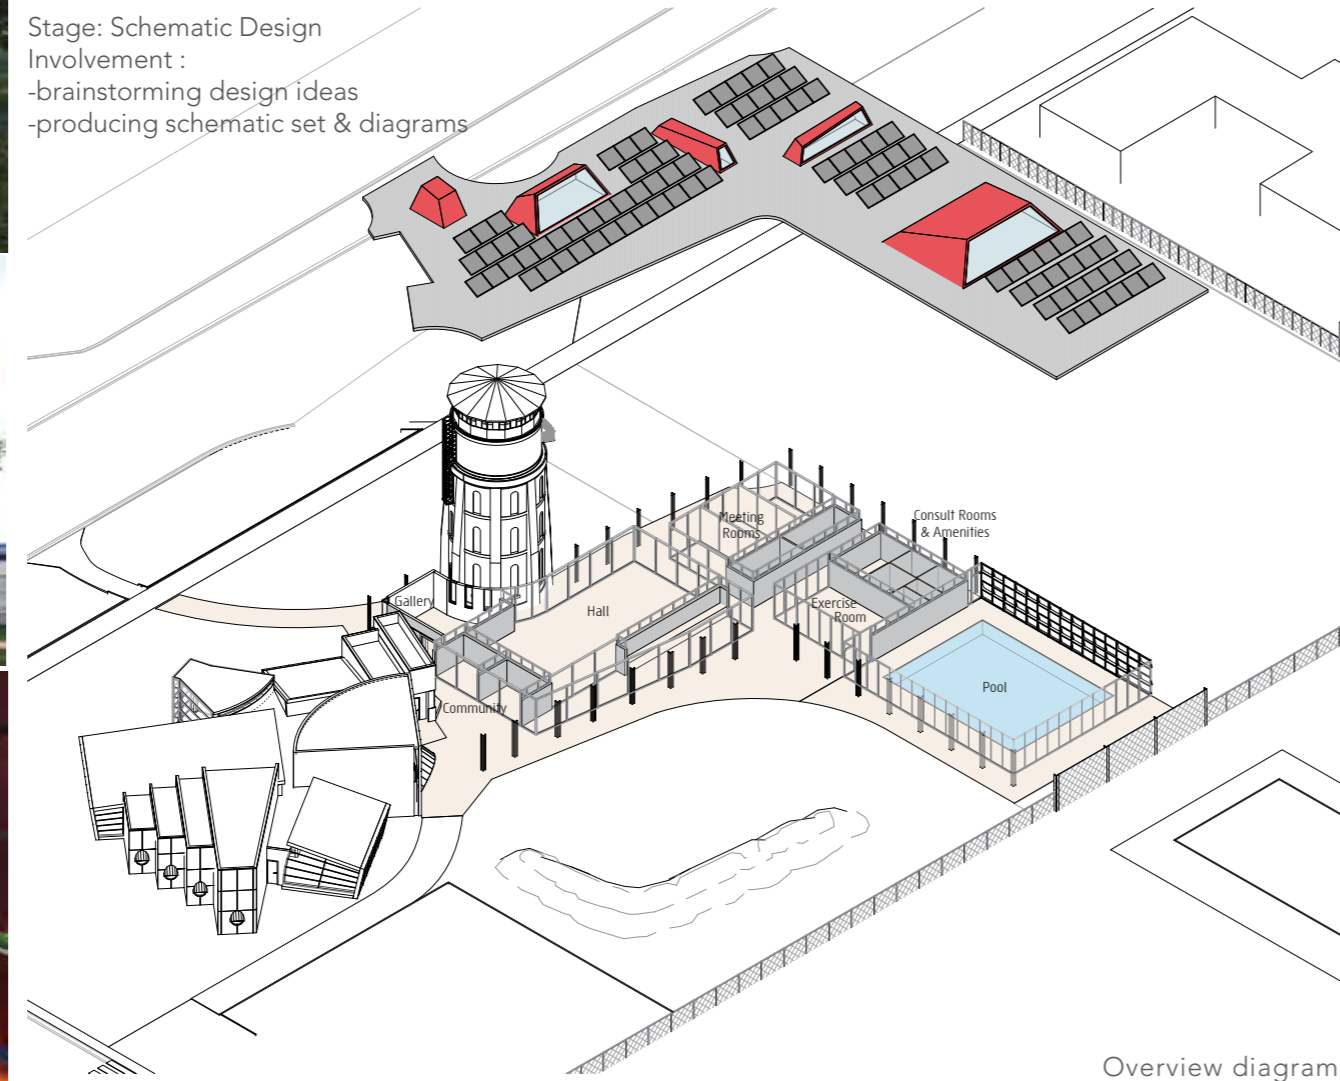 Stage: Schematic Design
Involvement :
-brainstorming design ideas
-producing schematic set & diagrams
Meeting
Rooms
Consult Rooms
& Amenities
Gallery
Hall
Exercise
Room
Pool
Community
Overview diagram